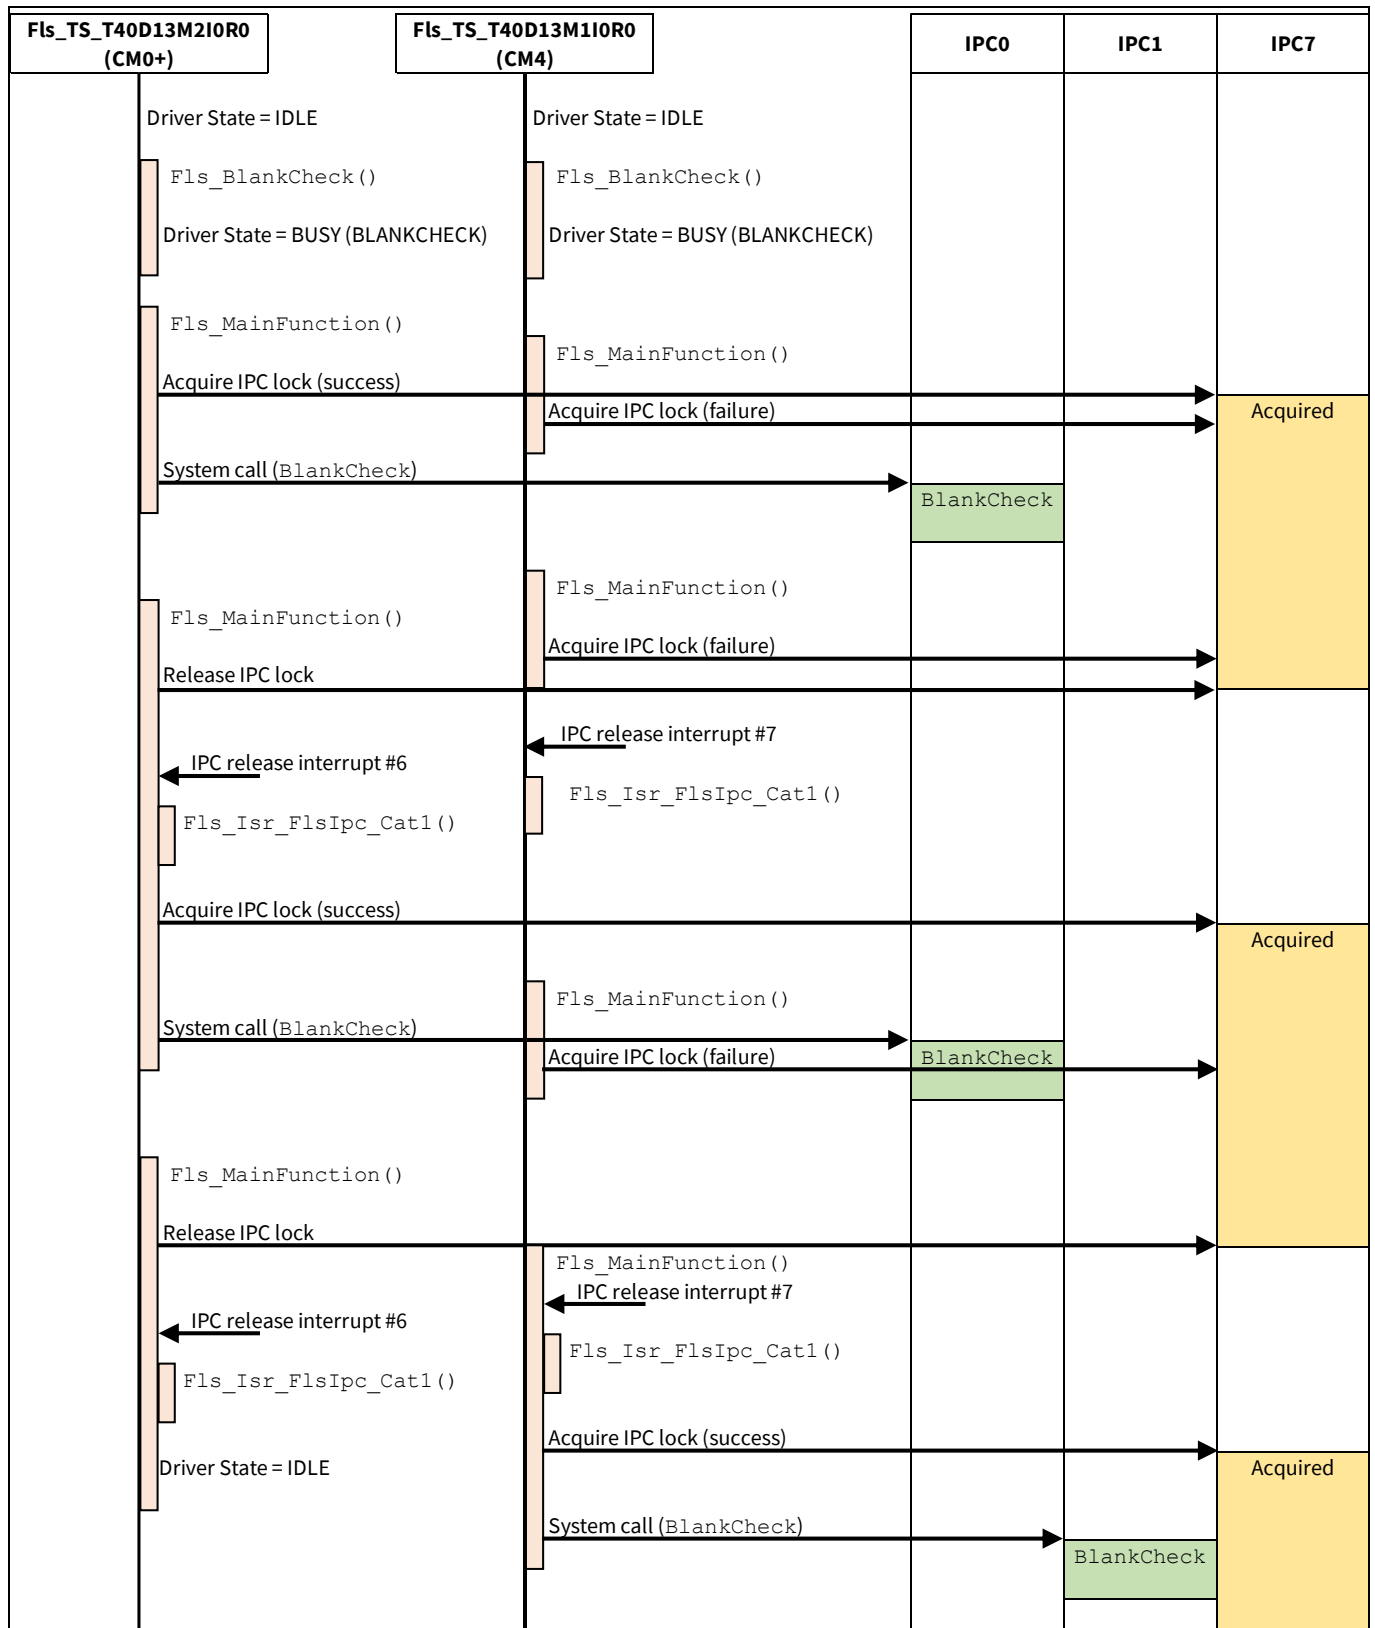 Fls_TS_T40D13M2I0R0
(CM0+)
Fls_TS_T40D13M1I0R0
(CM4)
IPC0
IPC1
IPC7
Driver State = IDLE
Driver State = IDLE
Fls_BlankCheck()
Fls_BlankCheck()
Driver State = BUSY (BLANKCHECK)
Driver State = BUSY (BLANKCHECK)
Fls_MainFunction()
Fls_MainFunction()
Acquire IPC lock (success)
Acquire IPC lock (failure)
Acquired
System call (BlankCheck)
BlankCheck
Fls_MainFunction()
Fls_MainFunction()
Acquire IPC lock (failure)
Release IPC lock
IPC release interrupt #7
IPC release interrupt #6
Fls_Isr_FlsIpc_Cat1()
Fls_Isr_FlsIpc_Cat1()
Acquire IPC lock (success)
Acquired
Fls_MainFunction()
System call (BlankCheck)
Acquire IPC lock (failure)
BlankCheck
Fls_MainFunction()
Release IPC lock
Fls_MainFunction()
IPC release interrupt #7
IPC release interrupt #6
Fls_Isr_FlsIpc_Cat1()
Fls_Isr_FlsIpc_Cat1()
Acquire IPC lock (success)
Driver State = IDLE
Acquired
System call (BlankCheck)
BlankCheck